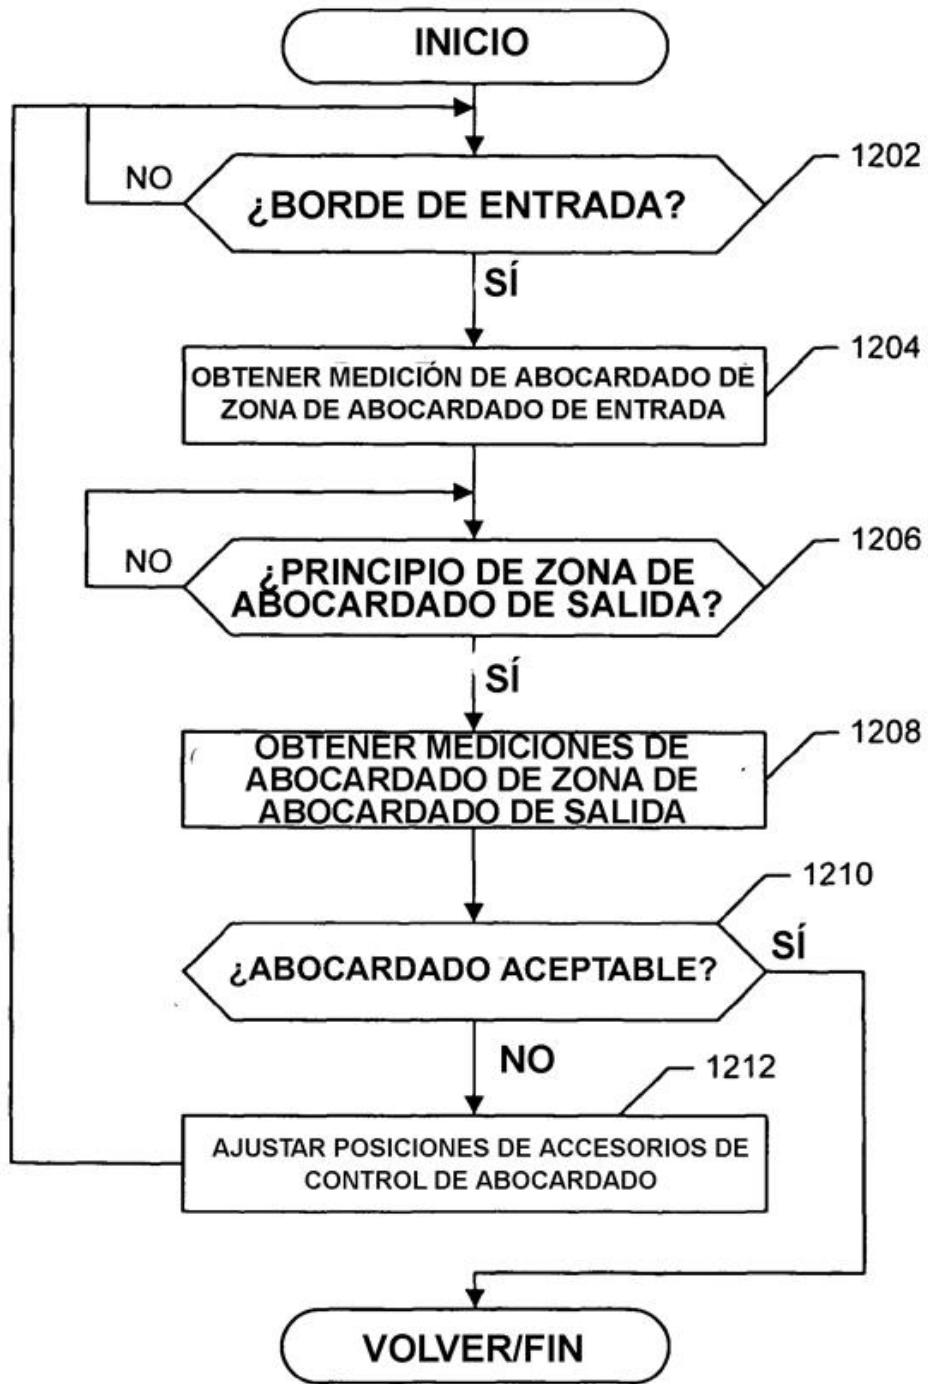 INICIO
1202
NO
¿BORDE DE ENTRADA?
SÍ
1204
OBTENER MEDICIÓN DE ABOCARDADO DE
ZONA DE ABOCARDADO DE ENTRADA
1206
NO
¿PRINCIPIO DE ZONA DE
ABOCARDADO DE SALIDA?
SÍ
1208
OBTENER MEDICIONES DE
ABOCARDADO DE ZONA DE
ABOCARDADO DE SALIDA
1210
SÍ
¿ABOCARDADO ACEPTABLE?
NO
1212
AJUSTAR POSICIONES DE ACCESORIOS DE
CONTROL DE ABOCARDADO
VOLVER/FIN